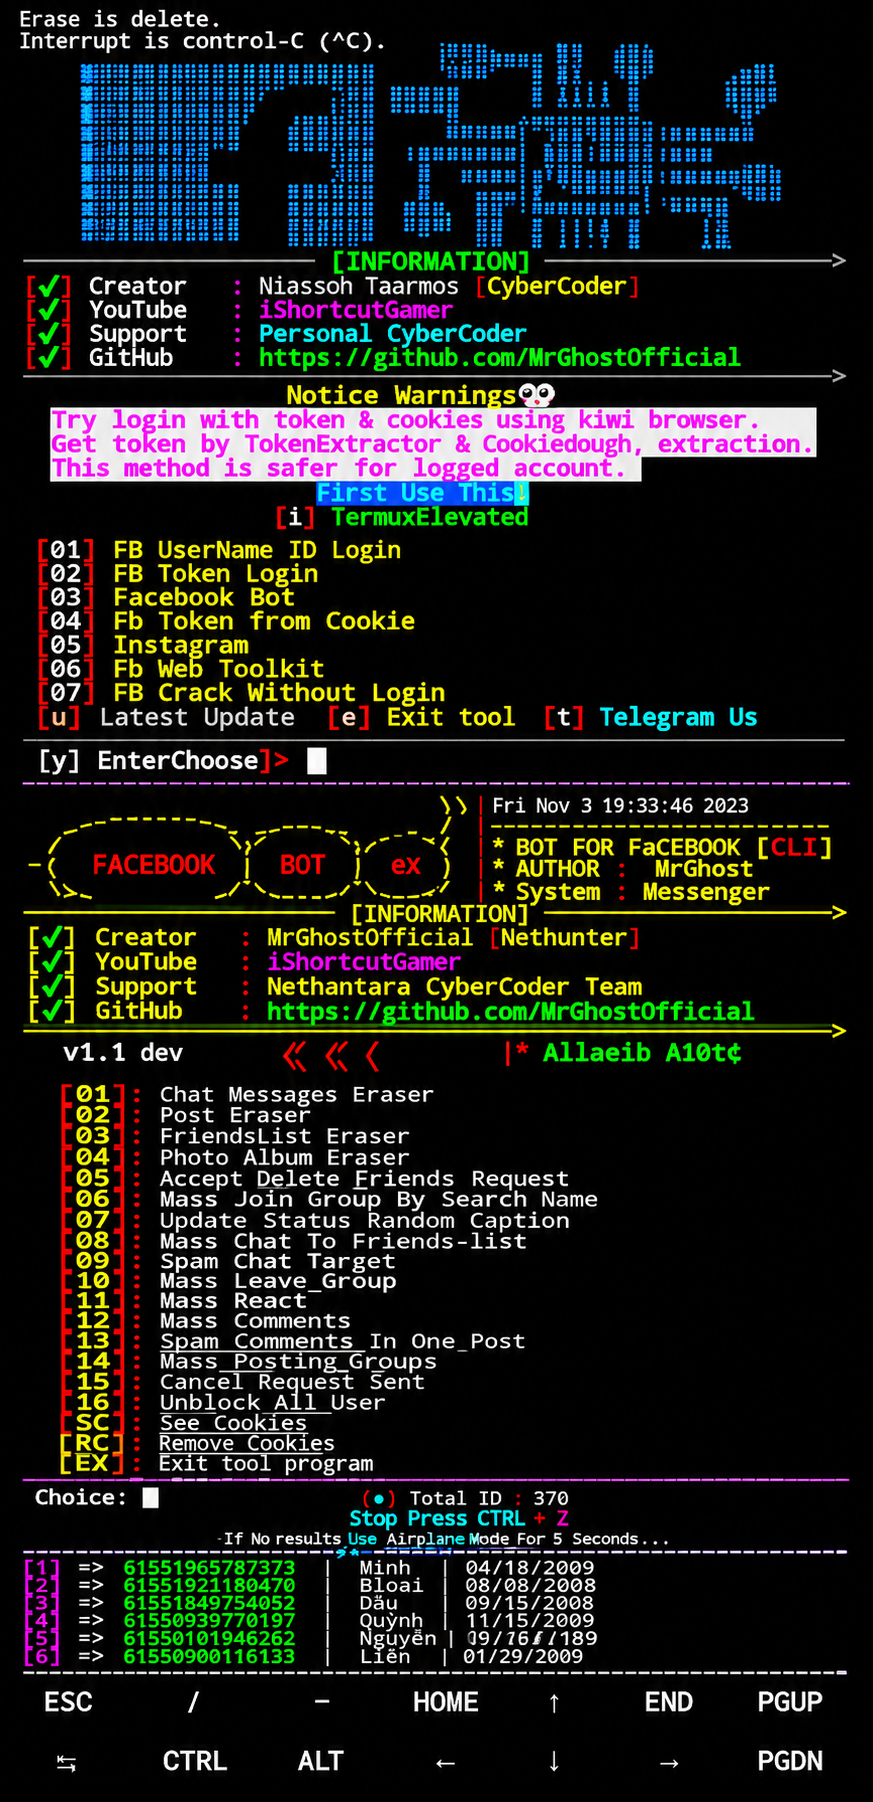 Erase is delete.
Interrupt is control-C (^C).
[INFORMATION]
[✔] Creator : Niassoh Taarmos [CyberCoder]
[✔] YouTube : iShortcutGamer
[✔] Support : Personal CyberCoder
[✔] GitHub : https://github.com/MrGhostOfficial
Notice Warnings👀
Try login with token & cookies using kiwi browser.
Get token by TokenExtractor & Cookiedough, extraction.
This method is safer for logged account.
First Use This
[i] TermuxElevated
[01] FB UserName ID Login
[02] FB Token Login
[03] Facebook Bot
[04] Fb Token from Cookie
[05] Instagram
[06] Fb Web Toolkit
[07] FB Crack Without Login
[u] Latest Update [e] Exit tool [t] Telegram Us
[y] EnterChoose]>
Fri Nov 3 19:33:46 2023
FACEBOOK BOT ex
* BOT FOR FaCEBOOK [CLI]
* AUTHOR : MrGhost
* System : Messenger
[INFORMATION]
[✔] Creator : MrGhostOfficial [Nethunter]
[✔] YouTube : iShortcutGamer
[✔] Support : Nethantara CyberCoder Team
[✔] GitHub : https://github.com/MrGhostOfficial
v1.1 dev 《《 〈 |* Allaeib A10t¢
[01]: Chat Messages Eraser
[02]: Post Eraser
[03]: FriendsList Eraser
[04]: Photo Album Eraser
[05]: Accept Delete Friends Request
[06]: Mass Join Group By Search Name
[07]: Update Status Random Caption
[08]: Mass Chat To Friends-list
[09]: Spam Chat Target
[10]: Mass Leave_Group
[11]: Mass React
[12]: Mass Comments
[13]: Spam Comments In One_Post
[14]: Mass Posting_Groups
[15]: Cancel Request Sent
[16]: Unblock All_User
[SC]: See Cookies
[RC]: Remove Cookies
[EX]: Exit tool program
Choice: (●) Total ID : 370
Stop Press CTRL + Z
-If No results Use Airplane Mode For 5 Seconds...
[1] => 61551965787373 | Minh | 04/18/2009
[2] => 61551921180470 | Bloai | 08/08/2008
[3] => 61551849754052 | Däu | 09/15/2008
[4] => 61550939770197 | Quỳnh | 11/15/2009
[5] => 61550101946262 | Nguyễn |
[6] => 61550900116133 | Liën | 01/29/2009
ESC / – HOME ↑ END PGUP
⇆ CTRL ALT ← ↓ → PGDN